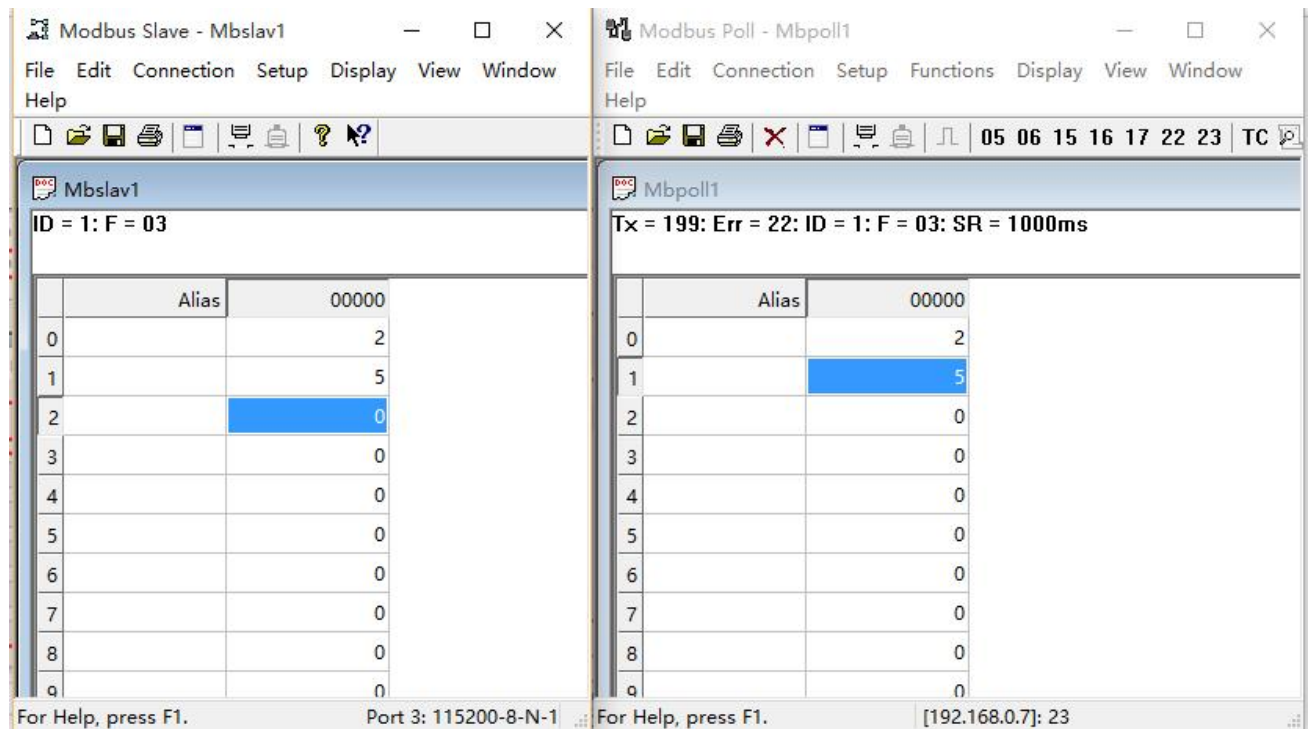 Modbus Slave - Mbslav1
File Edit Connection Setup Display View Window
Help
Mbslav1
ID = 1: F = 03
Alias 00000
0 2
1 5
2 0
3 0
4 0
5 0
6 0
7 0
8 0
9 0
For Help, press F1. Port 3: 115200-8-N-1
Modbus Poll - Mbpoll1
File Edit Connection Setup Functions Display View Window
Help
05 06 15 16 17 22 23 TC
Mbpoll1
Tx = 199: Err = 22: ID = 1: F = 03: SR = 1000ms
Alias 00000
0 2
1 5
2 0
3 0
4 0
5 0
6 0
7 0
8 0
9 0
For Help, press F1. [192.168.0.7]: 23